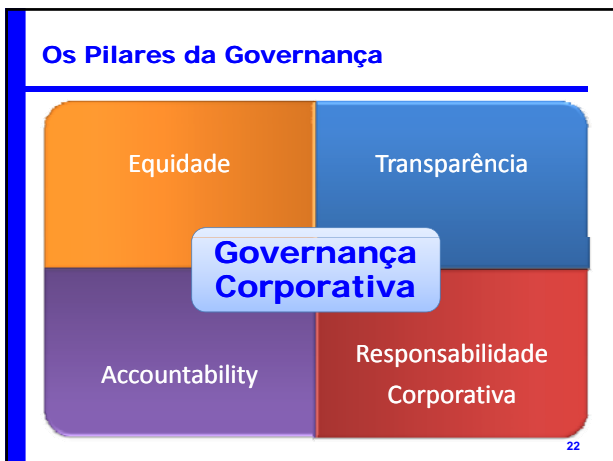 Os Pilares da Governança
Equidade
Transparência
Governança
Corporativa
Accountability
Responsabilidade
Corporativa
22